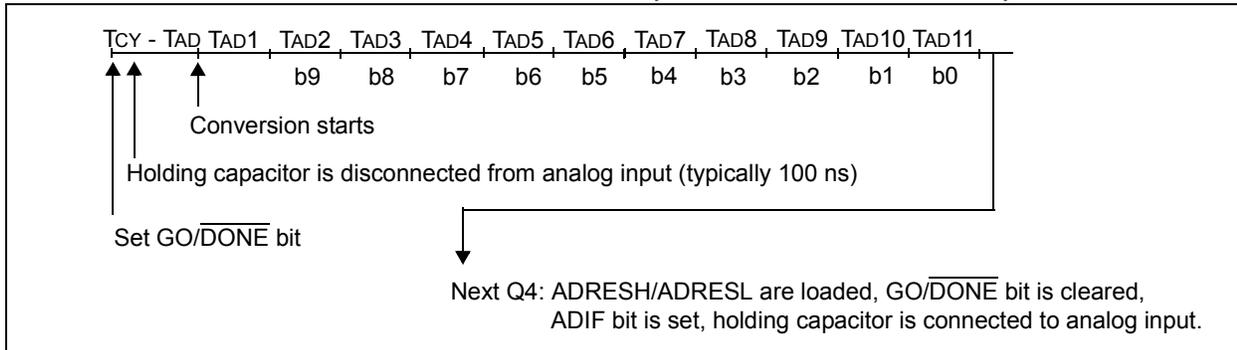 TCY - TAD TAD1 TAD2 TAD3 TAD4 TAD5 TAD6 TAD7 TAD8 TAD9 TAD10 TAD11
b9 b8 b7 b6 b5 b4 b3 b2 b1 b0
Conversion starts
Holding capacitor is disconnected from analog input (typically 100 ns)
Set GO/DONE bit
Next Q4: ADRESH/ADRESL are loaded, GO/DONE bit is cleared,
ADIF bit is set, holding capacitor is connected to analog input.